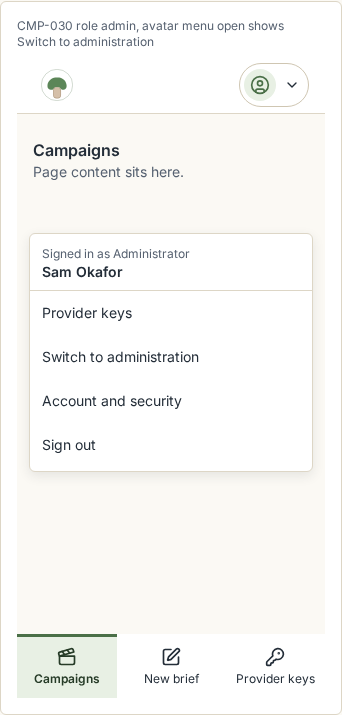 CMP-030 role admin, avatar menu open shows
Switch to administration
Campaigns
Page content sits here.
Signed in as Administrator
Sam Okafor
Provider keys
Switch to administration
Account and security
Sign out
Campaigns
New brief
Provider keys